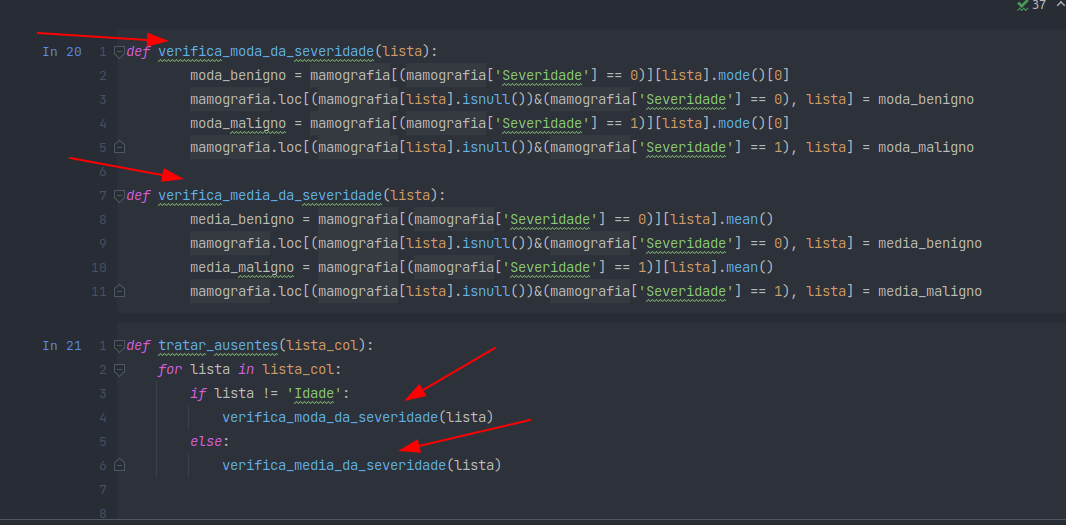 37
In 20 1 def verifica_moda_da_severidade(lista):
2 moda_benigno = mamografia[(mamografia['Severidade'] == 0)][lista].mode()[0]
3 mamografia.loc[(mamografia[lista].isnull())&(mamografia['Severidade'] == 0), lista] = moda_benigno
4 moda_maligno = mamografia[(mamografia['Severidade'] == 1)][lista].mode()[0]
5 mamografia.loc[(mamografia[lista].isnull())&(mamografia['Severidade'] == 1), lista] = moda_maligno
6
7 def verifica_media_da_severidade(lista):
8 media_benigno = mamografia[(mamografia['Severidade'] == 0)][lista].mean()
9 mamografia.loc[(mamografia[lista].isnull())&(mamografia['Severidade'] == 0), lista] = media_benigno
10 media_maligno = mamografia[(mamografia['Severidade'] == 1)][lista].mean()
11 mamografia.loc[(mamografia[lista].isnull())&(mamografia['Severidade'] == 1), lista] = media_maligno
In 21 1 def tratar_ausentes(lista_col):
2 for lista in lista_col:
3 if lista != 'Idade':
4 verifica_moda_da_severidade(lista)
5 else:
6 verifica_media_da_severidade(lista)
7
8